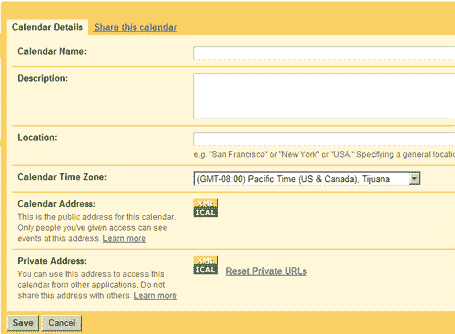 Calendar Details Share this calendar
Calendar Name:
Description:
Location:
e.g. "San Francisco" or "New York" or "USA." Specifying a general locatio
Calendar Time Zone: (GMT-08:00) Pacific Time (US & Canada), Tijuana
Calendar Address:
This is the public address for this calendar.
Only people you've given access can see
events at this address. Learn more
XML
ICAL
Private Address:
You can use this address to access this
calendar from other applications. Do not
share this address with others. Learn more
XML
ICAL Reset Private URLs
Save Cancel